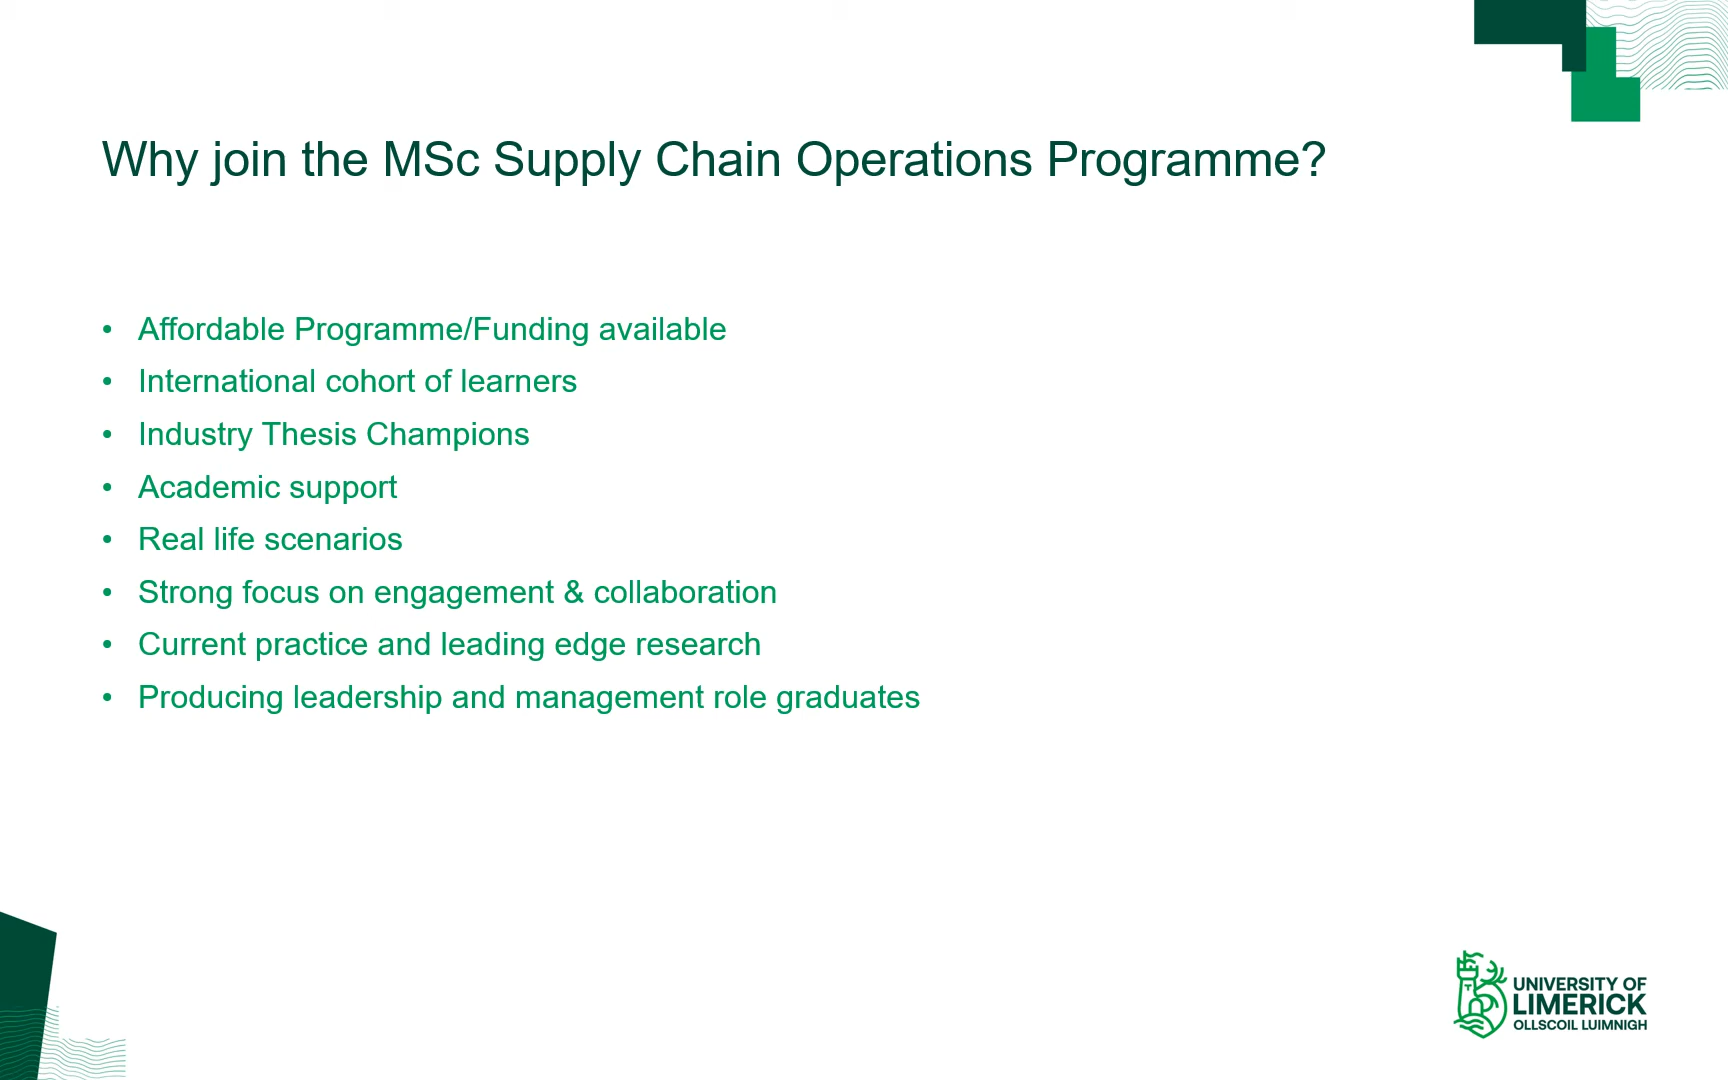 Why join the MSc Supply Chain Operations Programme?
• Affordable Programme/Funding available
• International cohort of learners
• Industry Thesis Champions
• Academic support
• Real life scenarios
• Strong focus on engagement & collaboration
• Current practice and leading edge research
• Producing leadership and management role graduates
UNIVERSITY OF
LIMERICK
OLLSCOIL LUIMNIGH